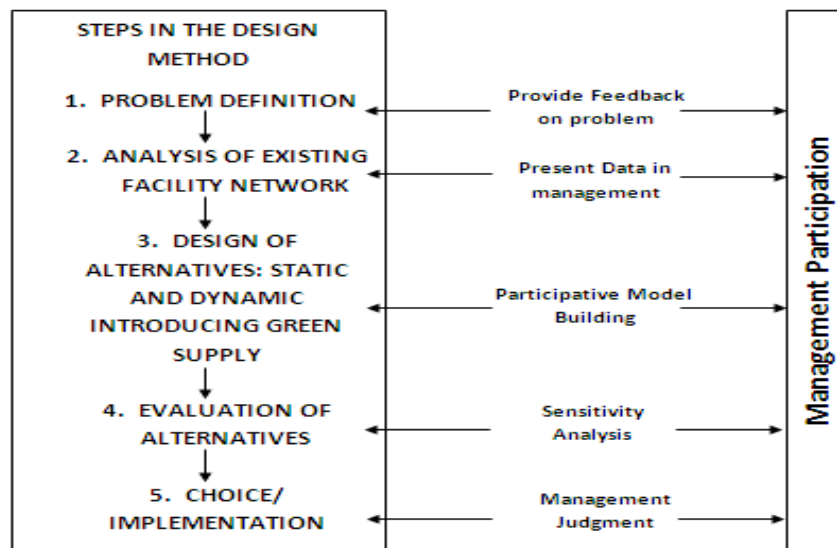 STEPS IN THE DESIGN
METHOD
1. PROBLEM DEFINITION
2. ANALYSIS OF EXISTING
FACILITY NETWORK
3. DESIGN OF
ALTERNATIVES: STATIC
AND DYNAMIC
INTRODUCING GREEN
SUPPLY
4. EVALUATION OF
ALTERNATIVES
5. CHOICE/
IMPLEMENTATION
Provide Feedback
on problem
Present Data in
management
Participative Model
Building
Sensitivity
Analysis
Management
Judgment
Management Participation